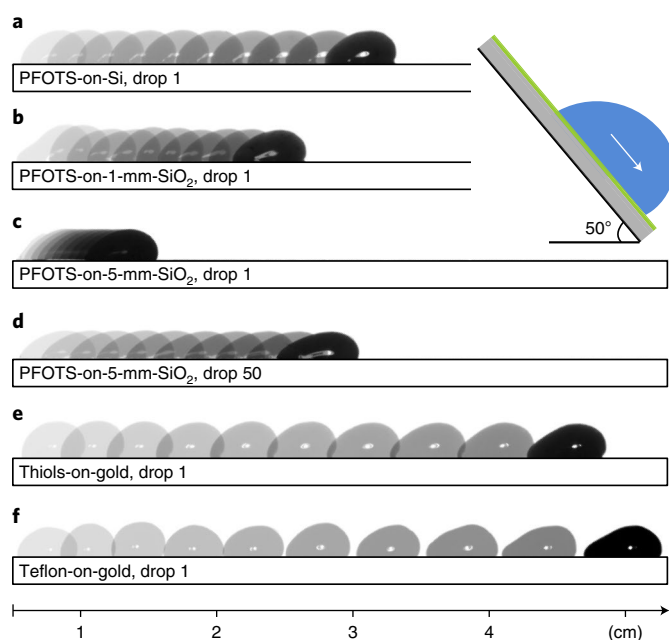 a
PFOTS-on-Si, drop 1
b
PFOTS-on-1-mm-SiO₂, drop 1
50°
c
PFOTS-on-5-mm-SiO₂, drop 1
d
PFOTS-on-5-mm-SiO₂, drop 50
e
Thiols-on-gold, drop 1
f
Teflon-on-gold, drop 1
1 2 3 4 (cm)